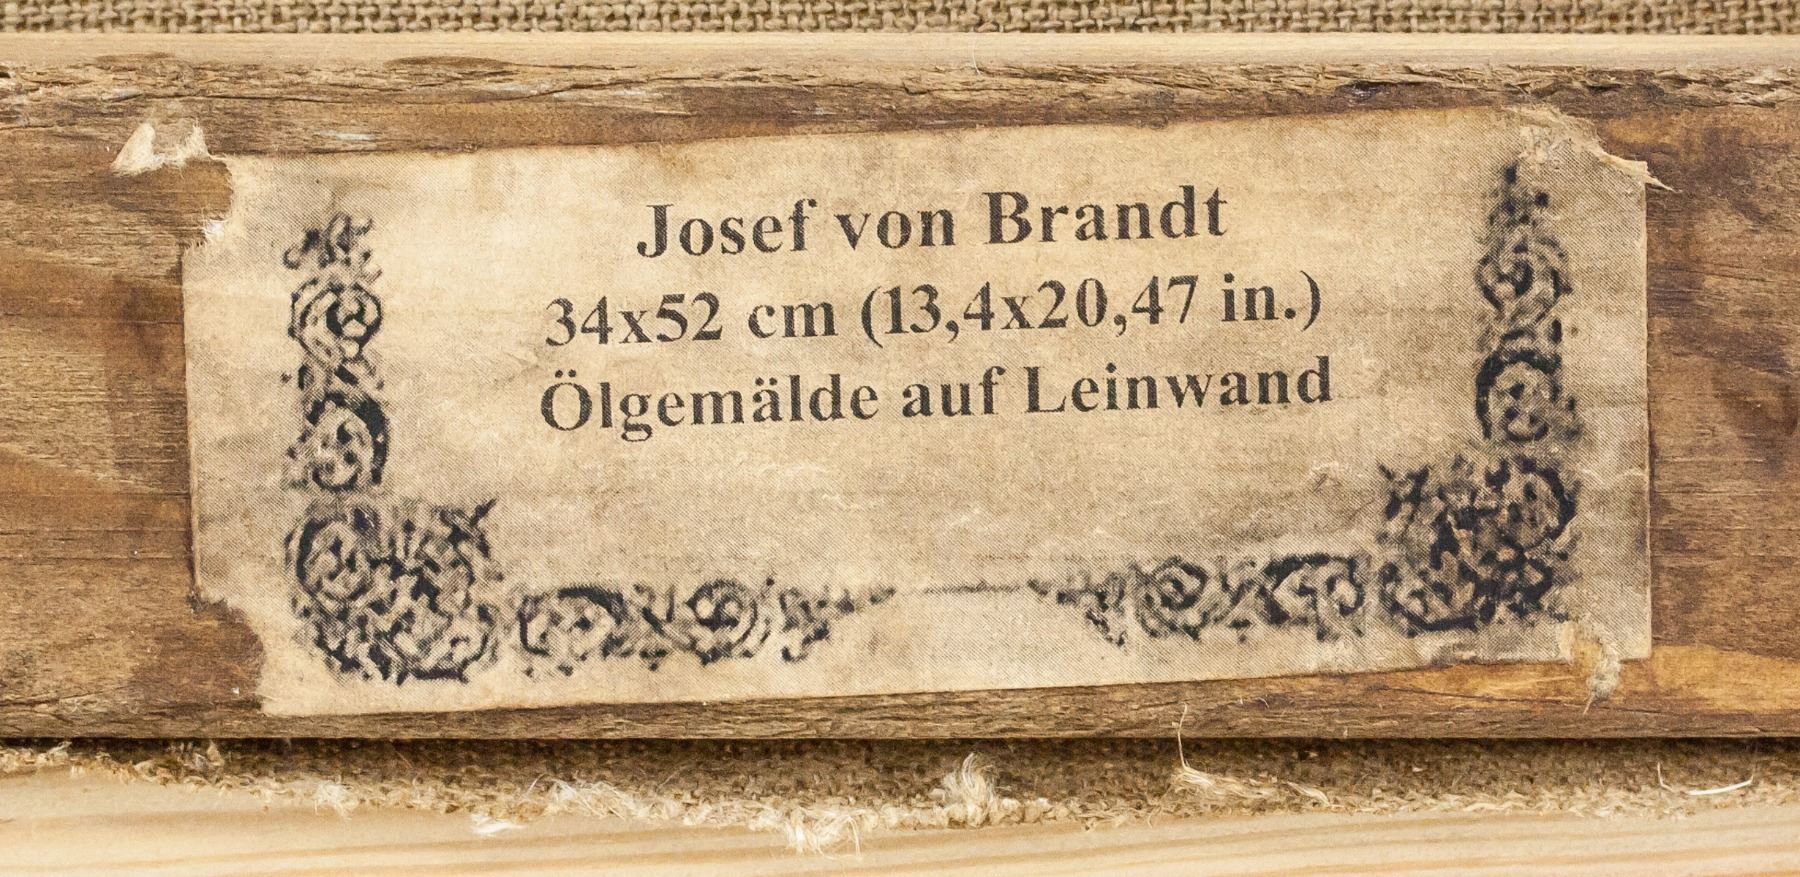 Josef von Brandt
34x52 cm (13,4x20,47 in.)
Ölgemälde auf Leinwand